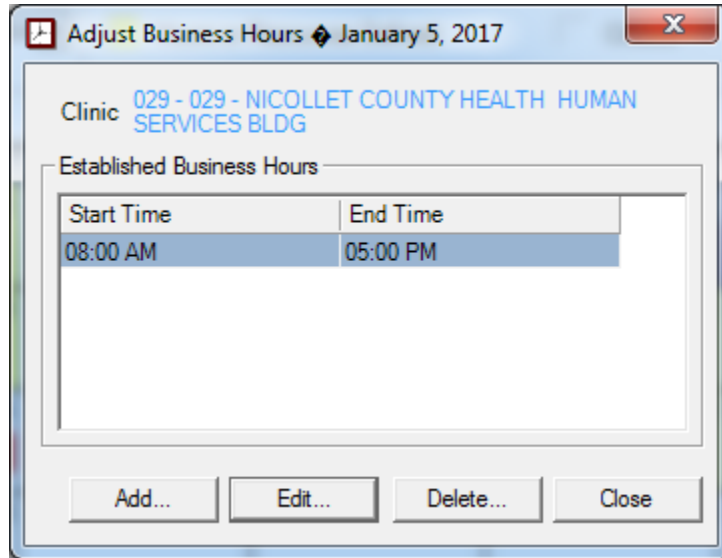 Adjust Business Hours � January 5, 2017
Clinic 029 - 029 - NICOLLET COUNTY HEALTH HUMAN
SERVICES BLDG
Established Business Hours
Start Time End Time
08:00 AM 05:00 PM
Add... Edit... Delete... Close